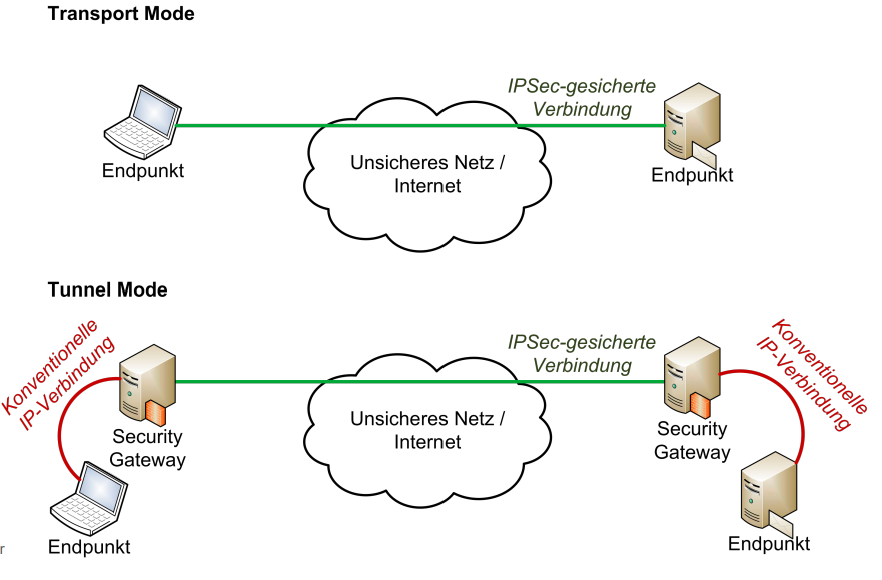 Transport Mode
IPSec-gesicherte
Verbindung
Unsicheres Netz /
Internet
Endpunkt
Endpunkt
Tunnel Mode
Konventionelle
IP-Verbindung
IPSec-gesicherte
Verbindung
Konventionelle
IP-Verbindung
Unsicheres Netz /
Internet
Security
Gateway
Security
Gateway
Endpunkt
Endpunkt
r